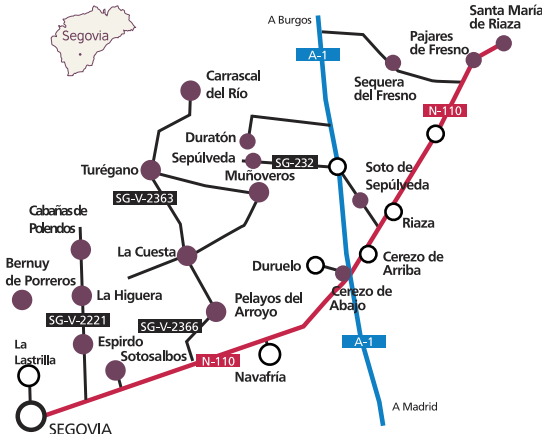 Segovia
A Burgos
A-1
Santa María
de Riaza
Pajares
de Fresno
Sequera
del Fresno
N-110
Carrascal
del Río
Duratón
Sepúlveda
SG-232
Turégano
Muñoveros
Soto de
Sepúlveda
SG-V-2363
Cabañas de
Polendos
Riaza
La Cuesta
Duruelo
Cerezo de
Arriba
Bernuy
de Porreros
La Higuera
Pelayos del
Arroyo
Cerezo de
Abajo
SG-V-2221
SG-V-2366
Espirdo
Sotosalbos
A-1
La
Lastrilla
N-110
Navafría
A Madrid
SEGOVIA